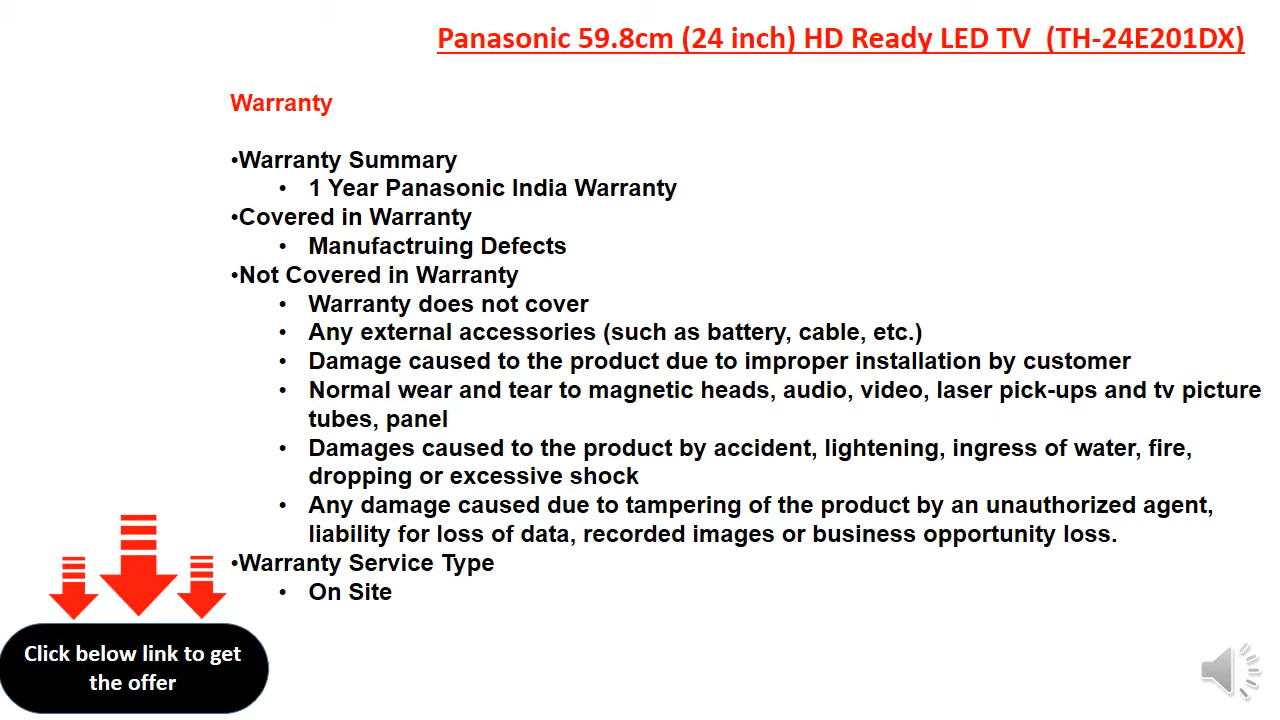 Panasonic 59.8cm (24 inch) HD Ready LED TV (TH-24E201DX)
Warranty
•Warranty Summary
• 1 Year Panasonic India Warranty
•Covered in Warranty
• Manufactruing Defects
•Not Covered in Warranty
• Warranty does not cover
• Any external accessories (such as battery, cable, etc.)
• Damage caused to the product due to improper installation by customer
• Normal wear and tear to magnetic heads, audio, video, laser pick-ups and tv picture
tubes, panel
• Damages caused to the product by accident, lightening, ingress of water, fire,
dropping or excessive shock
• Any damage caused due to tampering of the product by an unauthorized agent,
liability for loss of data, recorded images or business opportunity loss.
•Warranty Service Type
• On Site
Click below link to get
the offer